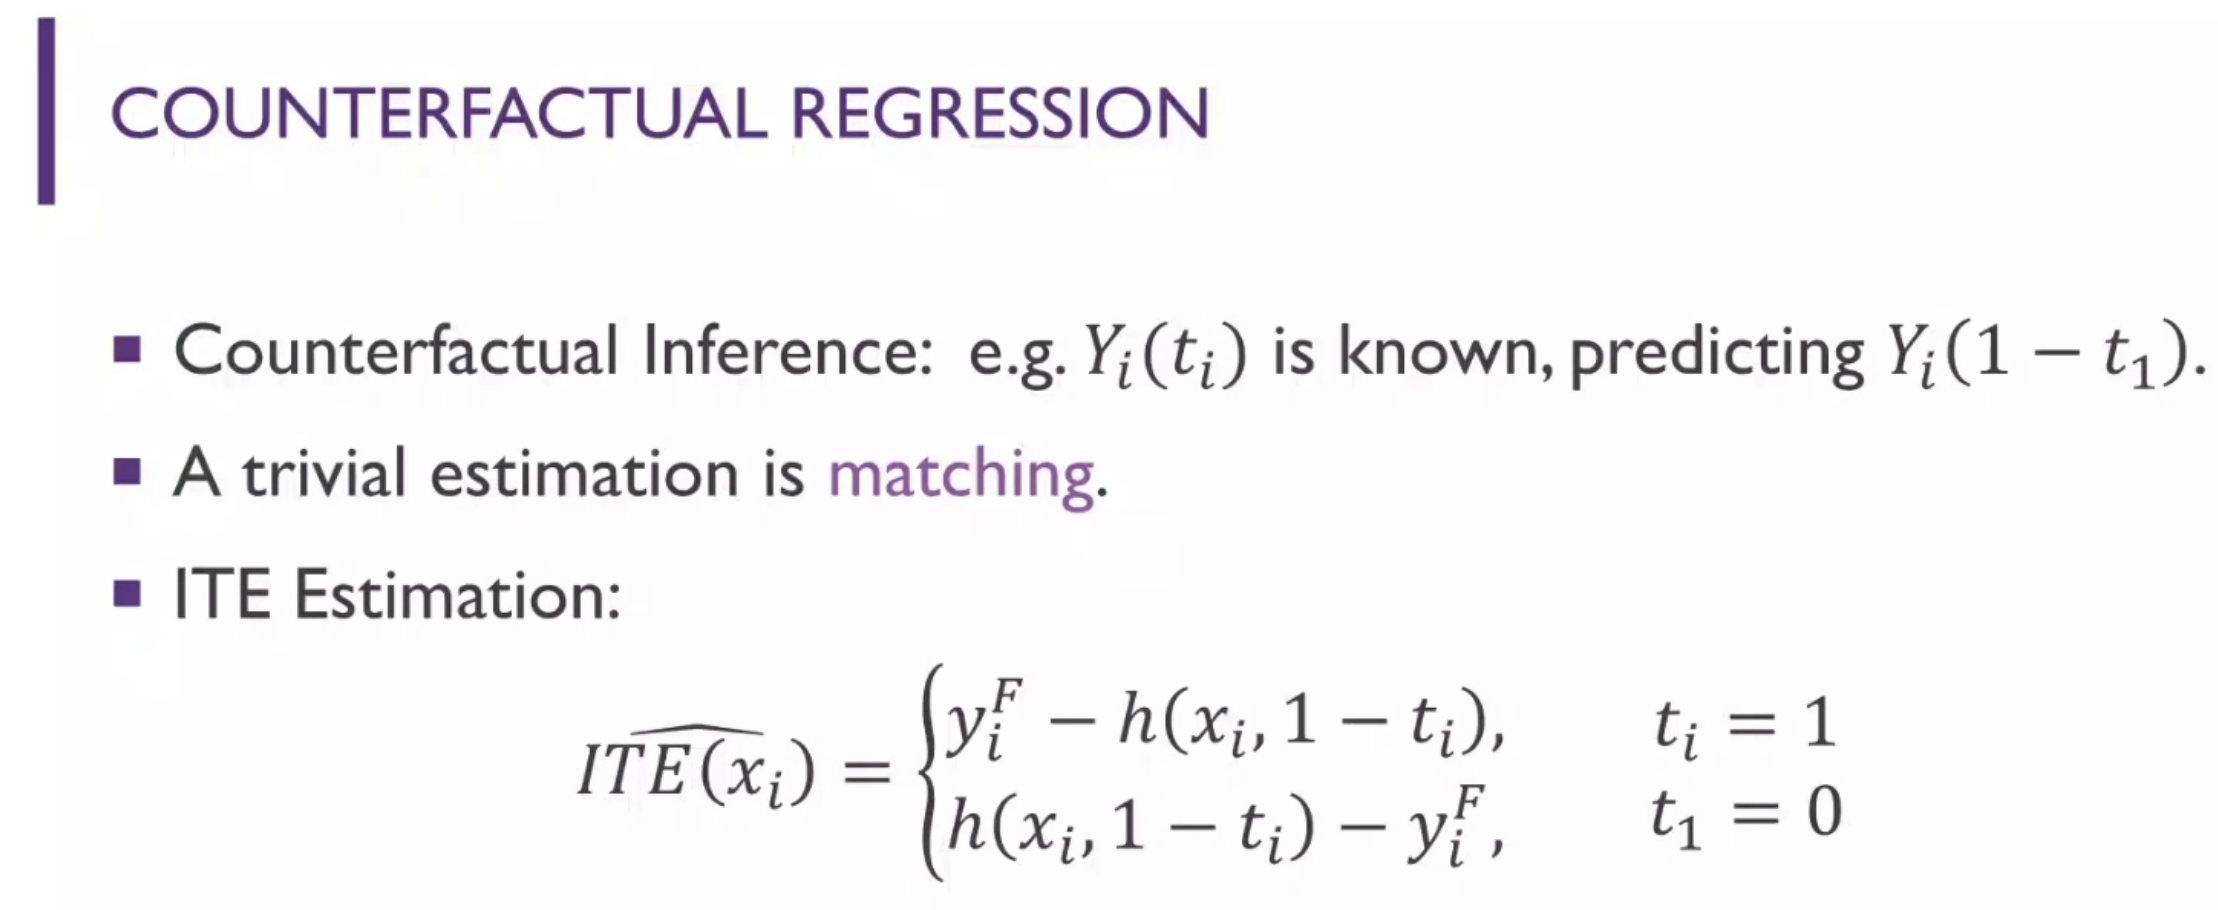 COUNTERFACTUAL REGRESSION
▪ Counterfactual Inference: e.g. $Y_i(t_i)$ is known, predicting $Y_i(1 - t_1)$.
▪ A trivial estimation is matching.
▪ ITE Estimation:
$\widehat{ITE}(x_i) = \begin{cases} y_i^F - h(x_i, 1 - t_i), & t_i = 1 \\ h(x_i, 1 - t_i) - y_i^F, & t_1 = 0 \end{cases}$